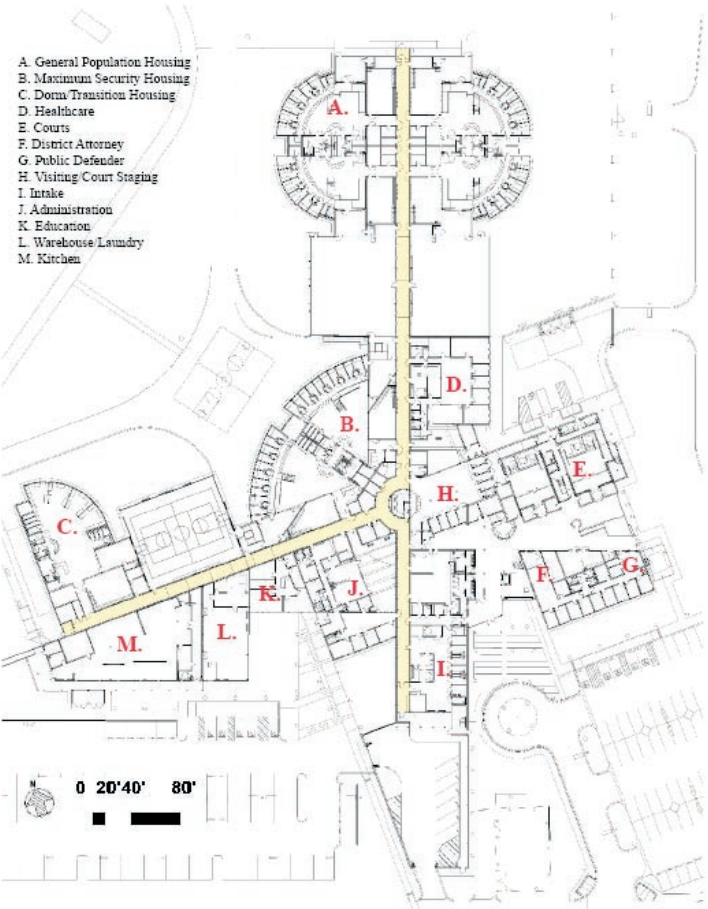 A. General Population Housing
B. Maximum Security Housing
C. Dorm/Transition Housing
D. Healthcare
E. Courts
F. District Attorney
G. Public Defender
H. Visiting/Court Staging
I. Intake
J. Administration
K. Education
L. Warehouse/Laundry
M. Kitchen
A.
D.
B.
E.
H.
C.
F.
G.
J.
K.
L.
M.
I.
N
0 20'40' 80'